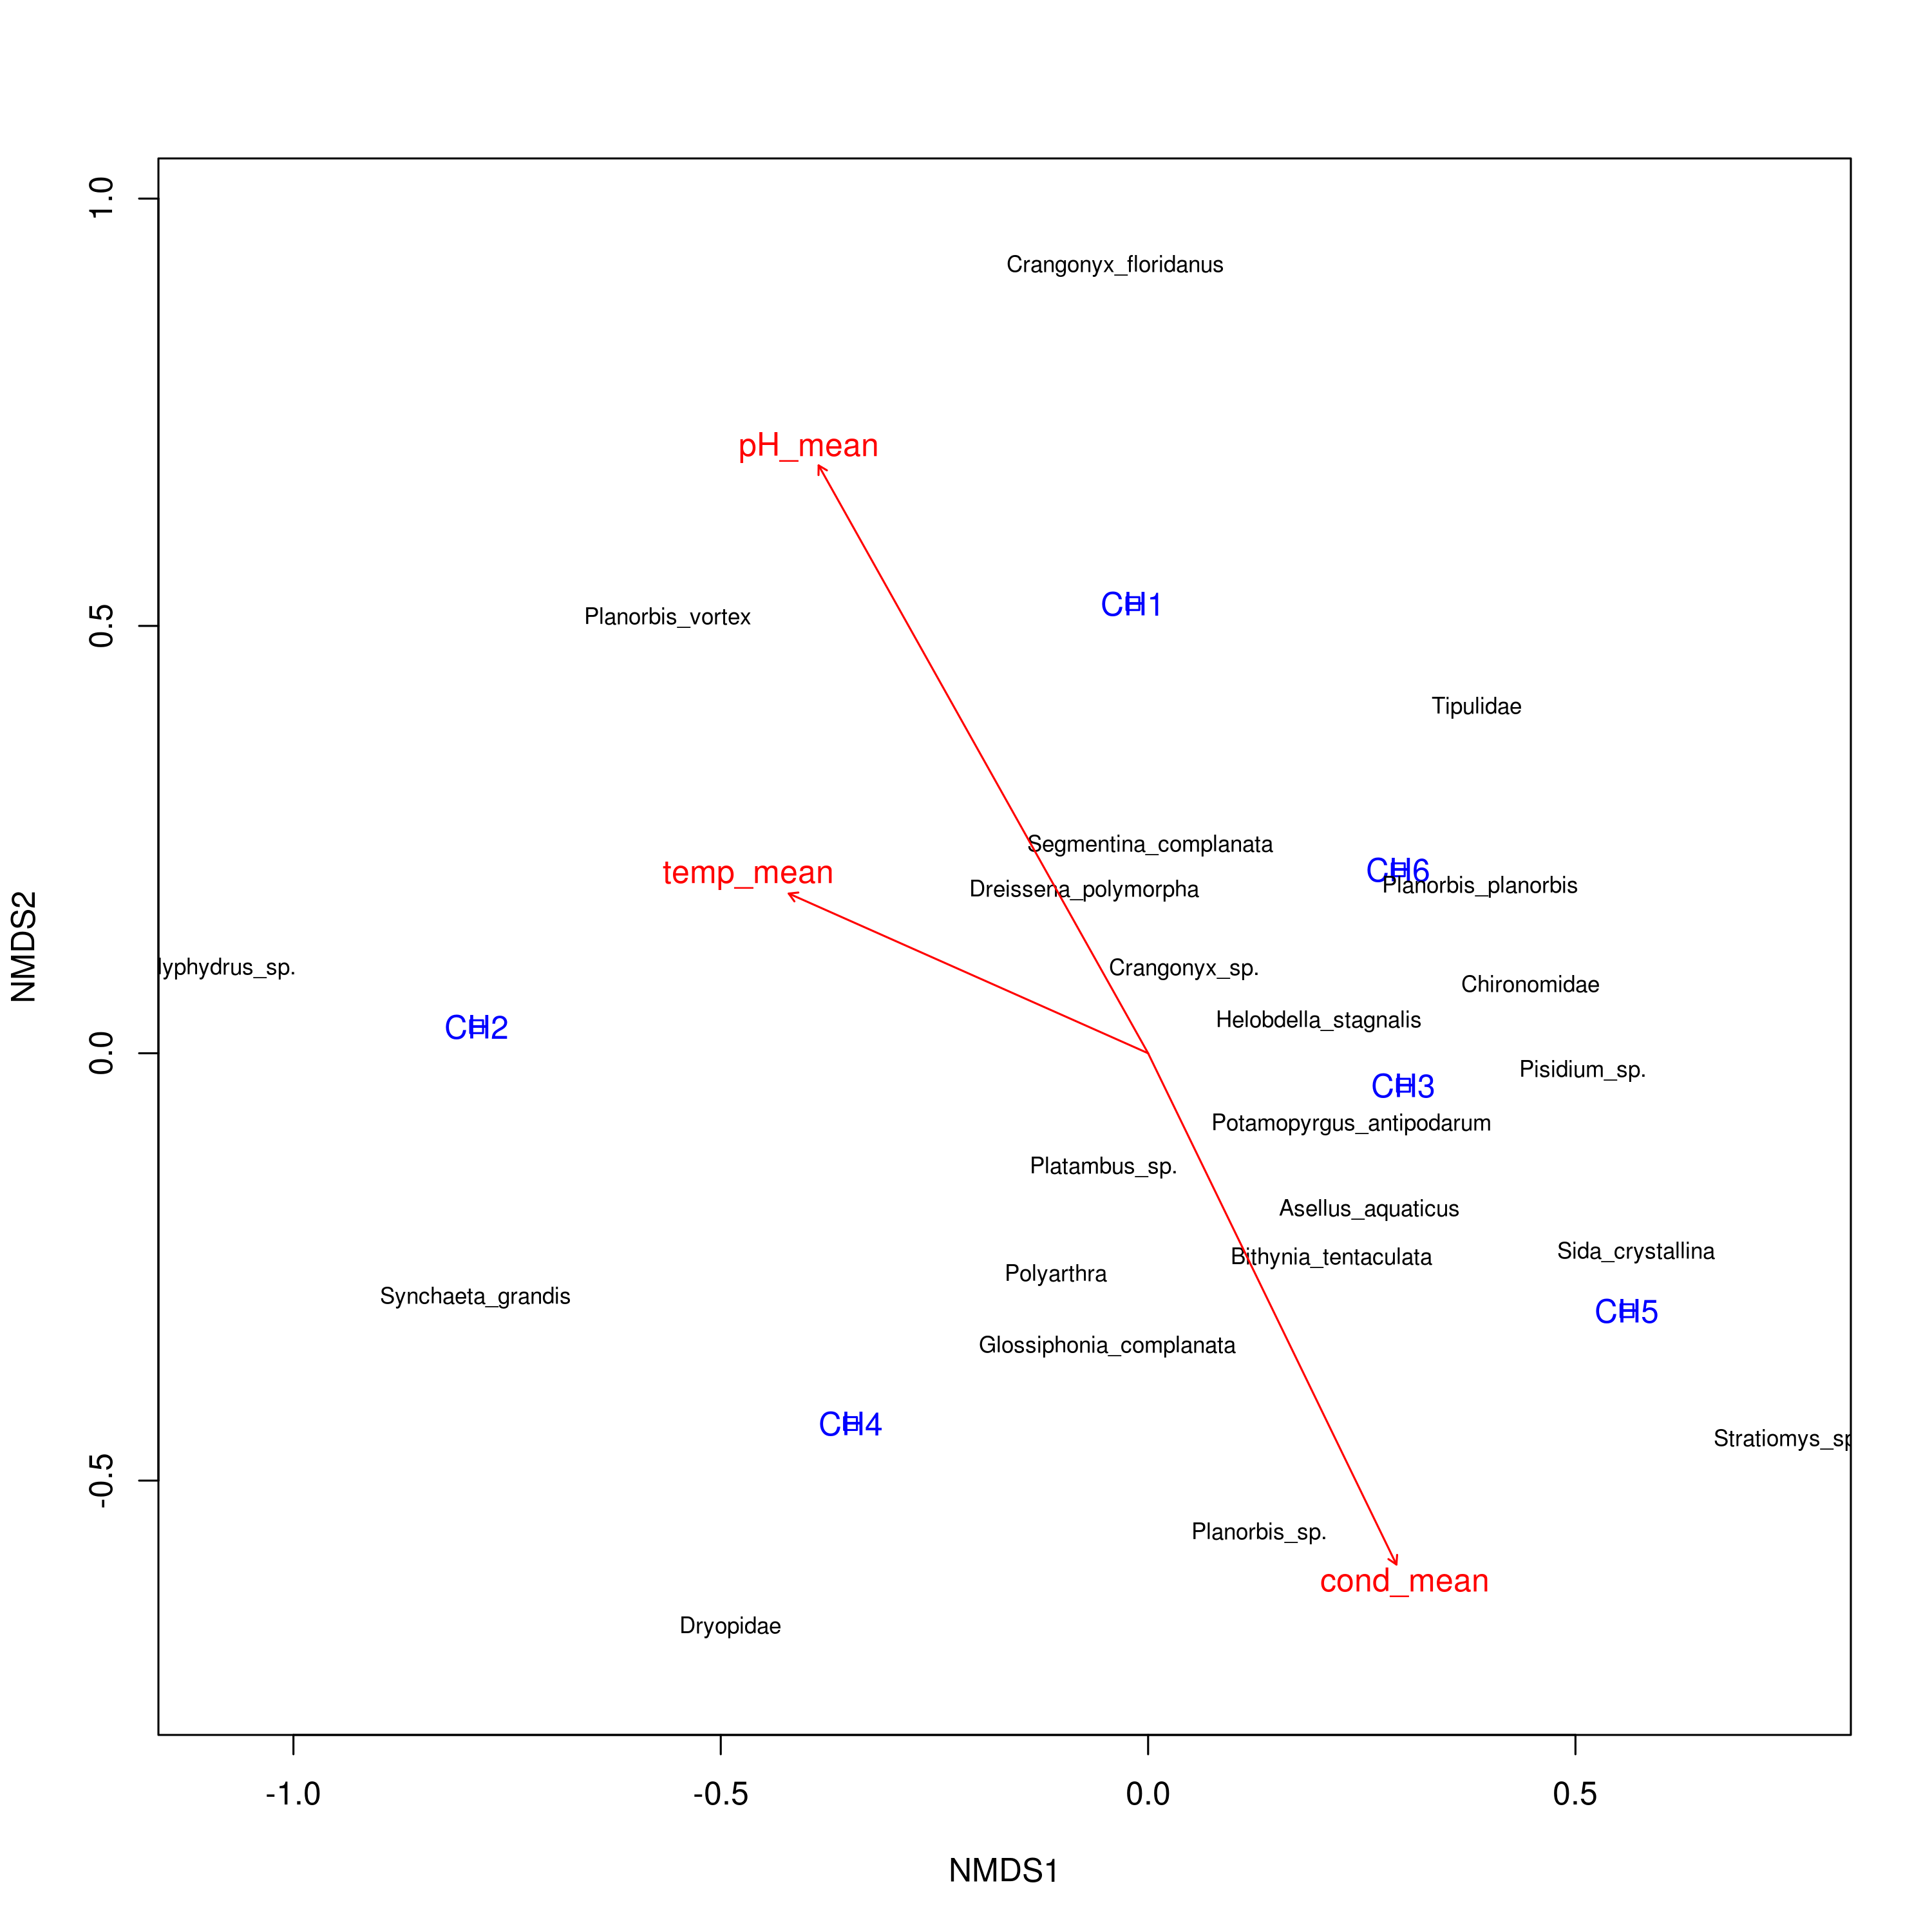 1.0
Crangonyx_floridanus
pH_mean
CH1
Planorbis_vortex
0.5
Tipulidae
Segmentina_complanata
temp_mean
CH6
Planorbis_planorbis
Dreissena_polymorpha
NMDS2
lyphydrus_sp.
Crangonyx_sp.
Chironomidae
Helobdella_stagnalis
CH2
0.0
Pisidium_sp.
CH3
Potamopyrgus_antipodarum
Platambus_sp.
Asellus_aquaticus
Sida_crystallina
Bithynia_tentaculata
Polyarthra
Synchaeta_grandis
CH5
Glossiphonia_complanata
CH4
Stratiomys_sp
-0.5
Planorbis_sp.
cond_mean
Dryopidae
-1.0 -0.5 0.0 0.5
NMDS1